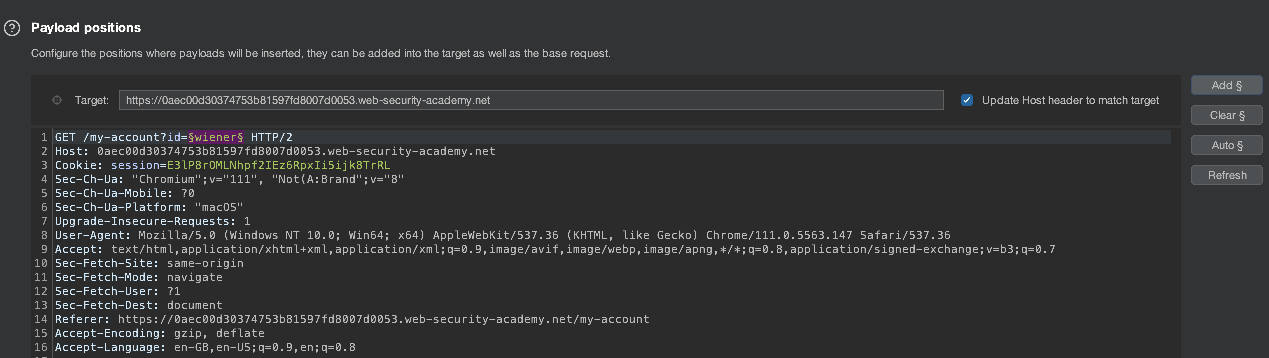 Payload positions
Configure the positions where payloads will be inserted, they can be added into the target as well as the base request.
Target: https://0aec00d30374753b81597fd8007d0053.web-security-academy.net Update Host header to match target
Add §
Clear §
Auto §
Refresh
1 GET /my-account?id=§wiener§ HTTP/2
2 Host: 0aec00d30374753b81597fd8007d0053.web-security-academy.net
3 Cookie: session=E3lP8rOMLNhpf2IEz6RpxIi5ijk8TrRL
4 Sec-Ch-Ua: "Chromium";v="111", "Not(A:Brand";v="8"
5 Sec-Ch-Ua-Mobile: ?0
6 Sec-Ch-Ua-Platform: "macOS"
7 Upgrade-Insecure-Requests: 1
8 User-Agent: Mozilla/5.0 (Windows NT 10.0; Win64; x64) AppleWebKit/537.36 (KHTML, like Gecko) Chrome/111.0.5563.147 Safari/537.36
9 Accept: text/html,application/xhtml+xml,application/xml;q=0.9,image/avif,image/webp,image/apng,*/*;q=0.8,application/signed-exchange;v=b3;q=0.7
10 Sec-Fetch-Site: same-origin
11 Sec-Fetch-Mode: navigate
12 Sec-Fetch-User: ?1
13 Sec-Fetch-Dest: document
14 Referer: https://0aec00d30374753b81597fd8007d0053.web-security-academy.net/my-account
15 Accept-Encoding: gzip, deflate
16 Accept-Language: en-GB,en-US;q=0.9,en;q=0.8